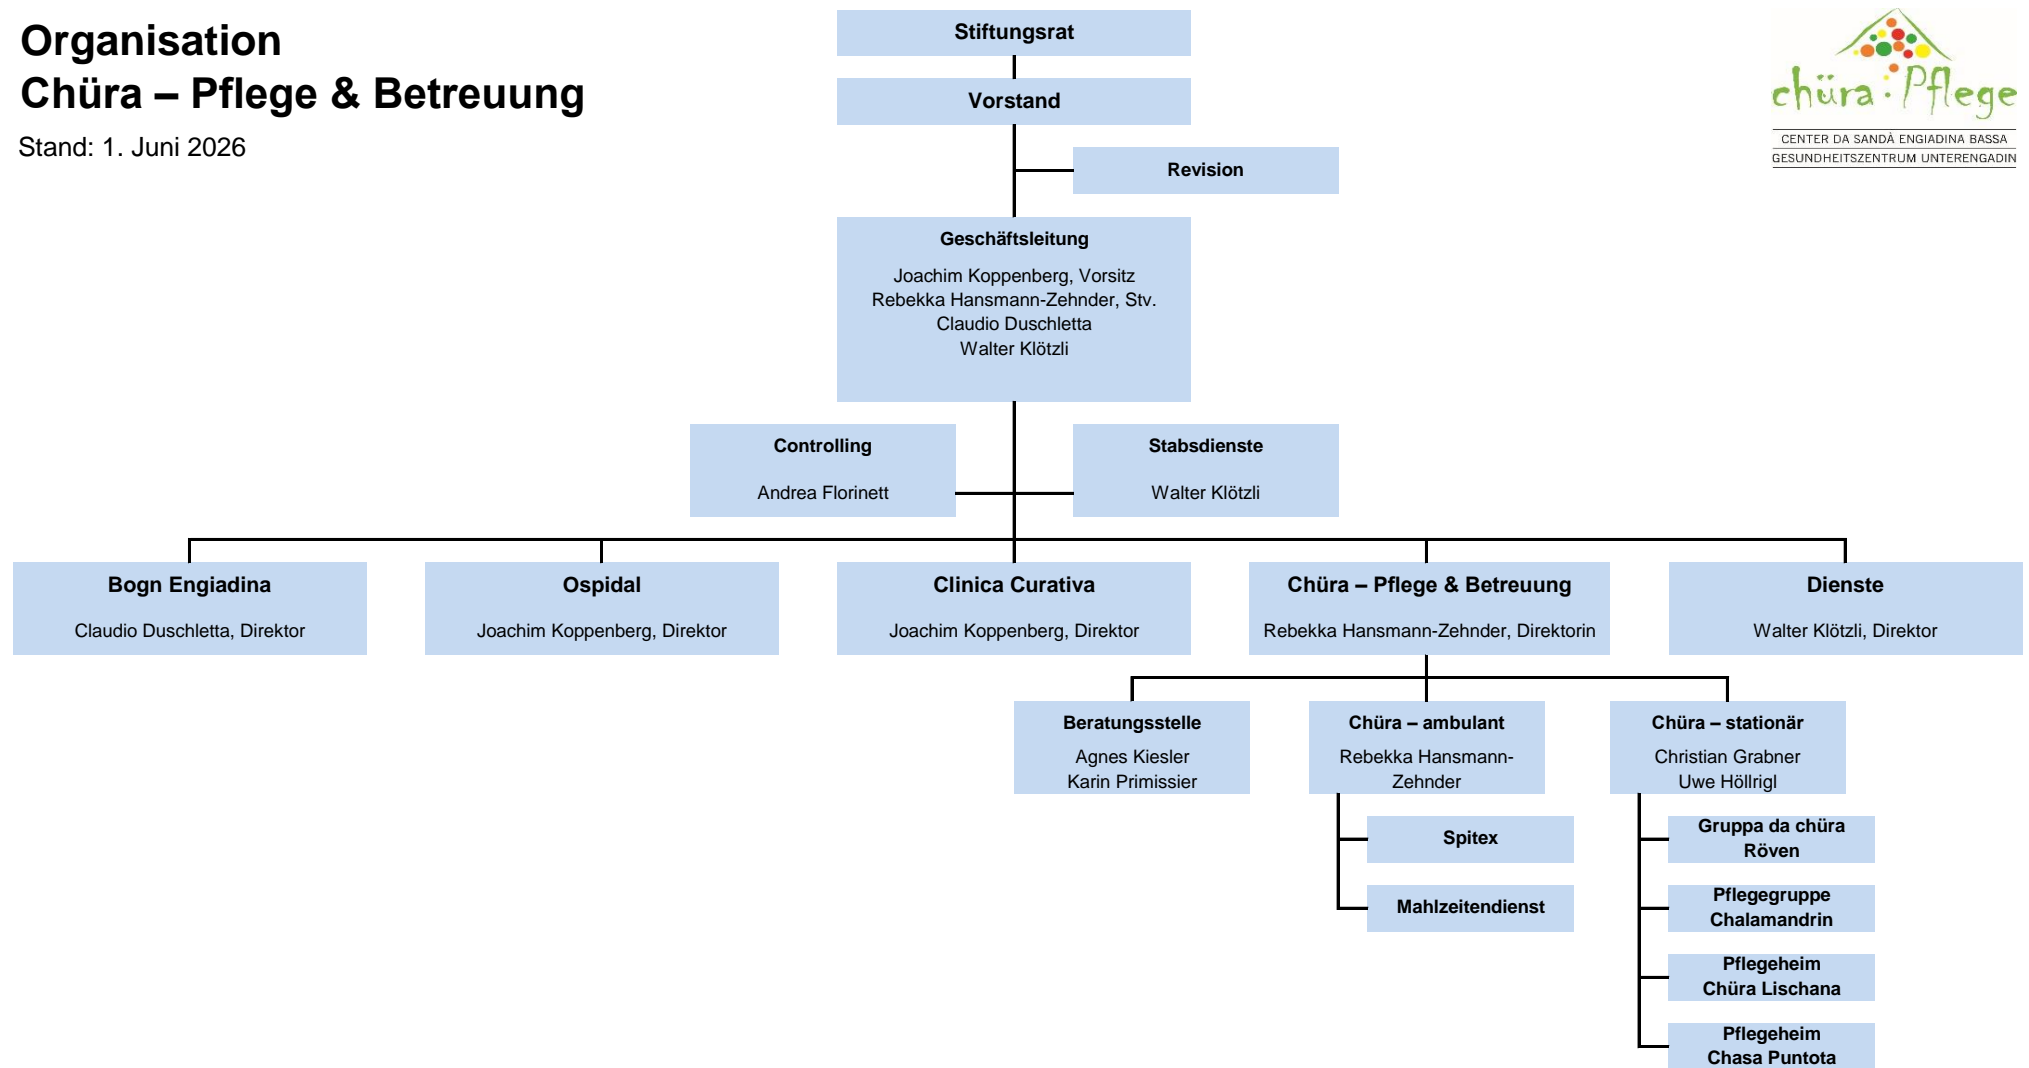 Organisation
Chüra – Pflege & Betreuung
Stand: 1. Juni 2026
chüra · Pflege
CENTER DA SANDÀ ENGIADINA BASSA
GESUNDHEITSZENTRUM UNTERENGADIN
Stiftungsrat
Vorstand
Revision
Geschäftsleitung
Joachim Koppenberg, Vorsitz
Rebekka Hansmann-Zehnder, Stv.
Claudio Duschletta
Walter Klötzli
Controlling
Andrea Florinett
Stabsdienste
Walter Klötzli
Bogn Engiadina
Claudio Duschletta, Direktor
Ospidal
Joachim Koppenberg, Direktor
Clinica Curativa
Joachim Koppenberg, Direktor
Chüra – Pflege & Betreuung
Rebekka Hansmann-Zehnder, Direktorin
Dienste
Walter Klötzli, Direktor
Beratungsstelle
Agnes Kiesler
Karin Primissier
Chüra – ambulant
Rebekka Hansmann-
Zehnder
Spitex
Mahlzeitendienst
Chüra – stationär
Christian Grabner
Uwe Höllrigl
Gruppa da chüra
Röven
Pflegegruppe
Chalamandrin
Pflegeheim
Chüra Lischana
Pflegeheim
Chasa Puntota